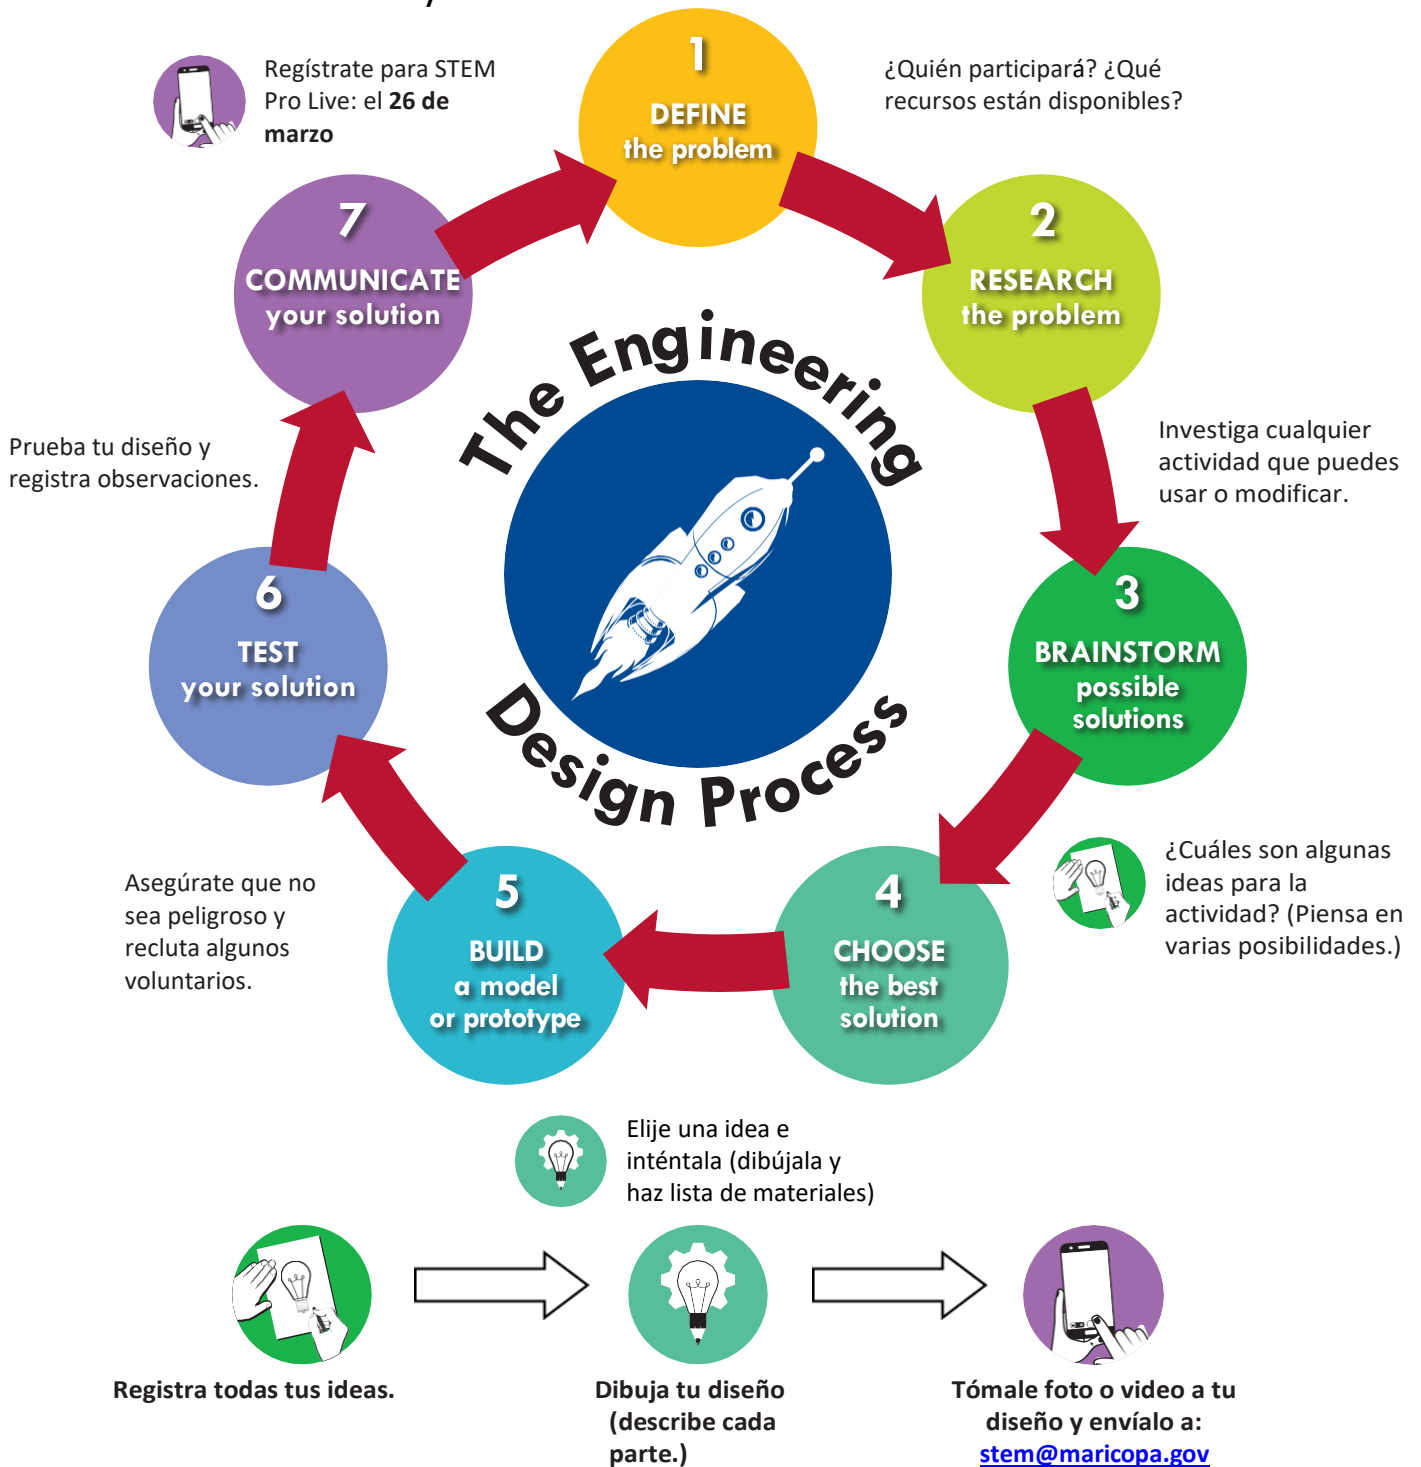 y
Regístrate para STEM
Pro Live: el 26 de
marzo
1
DEFINE
the problem
¿Quién participará? ¿Qué
recursos están disponibles?
2
RESEARCH
the problem
Investiga cualquier
actividad que puedes
usar o modificar.
3
BRAINSTORM
possible
solutions
¿Cuáles son algunas
ideas para la
actividad? (Piensa en
varias posibilidades.)
4
CHOOSE
the best
solution
Elije una idea e
inténtala (dibújala y
haz lista de materiales)
5
BUILD
a model
or prototype
Asegúrate que no
sea peligroso y
recluta algunos
voluntarios.
6
TEST
your solution
Prueba tu diseño y
registra observaciones.
7
COMMUNICATE
your solution
The Engineering
Design Process
Registra todas tus ideas.
Dibuja tu diseño
(describe cada
parte.)
Tómale foto o video a tu
diseño y envíalo a:
stem@maricopa.gov